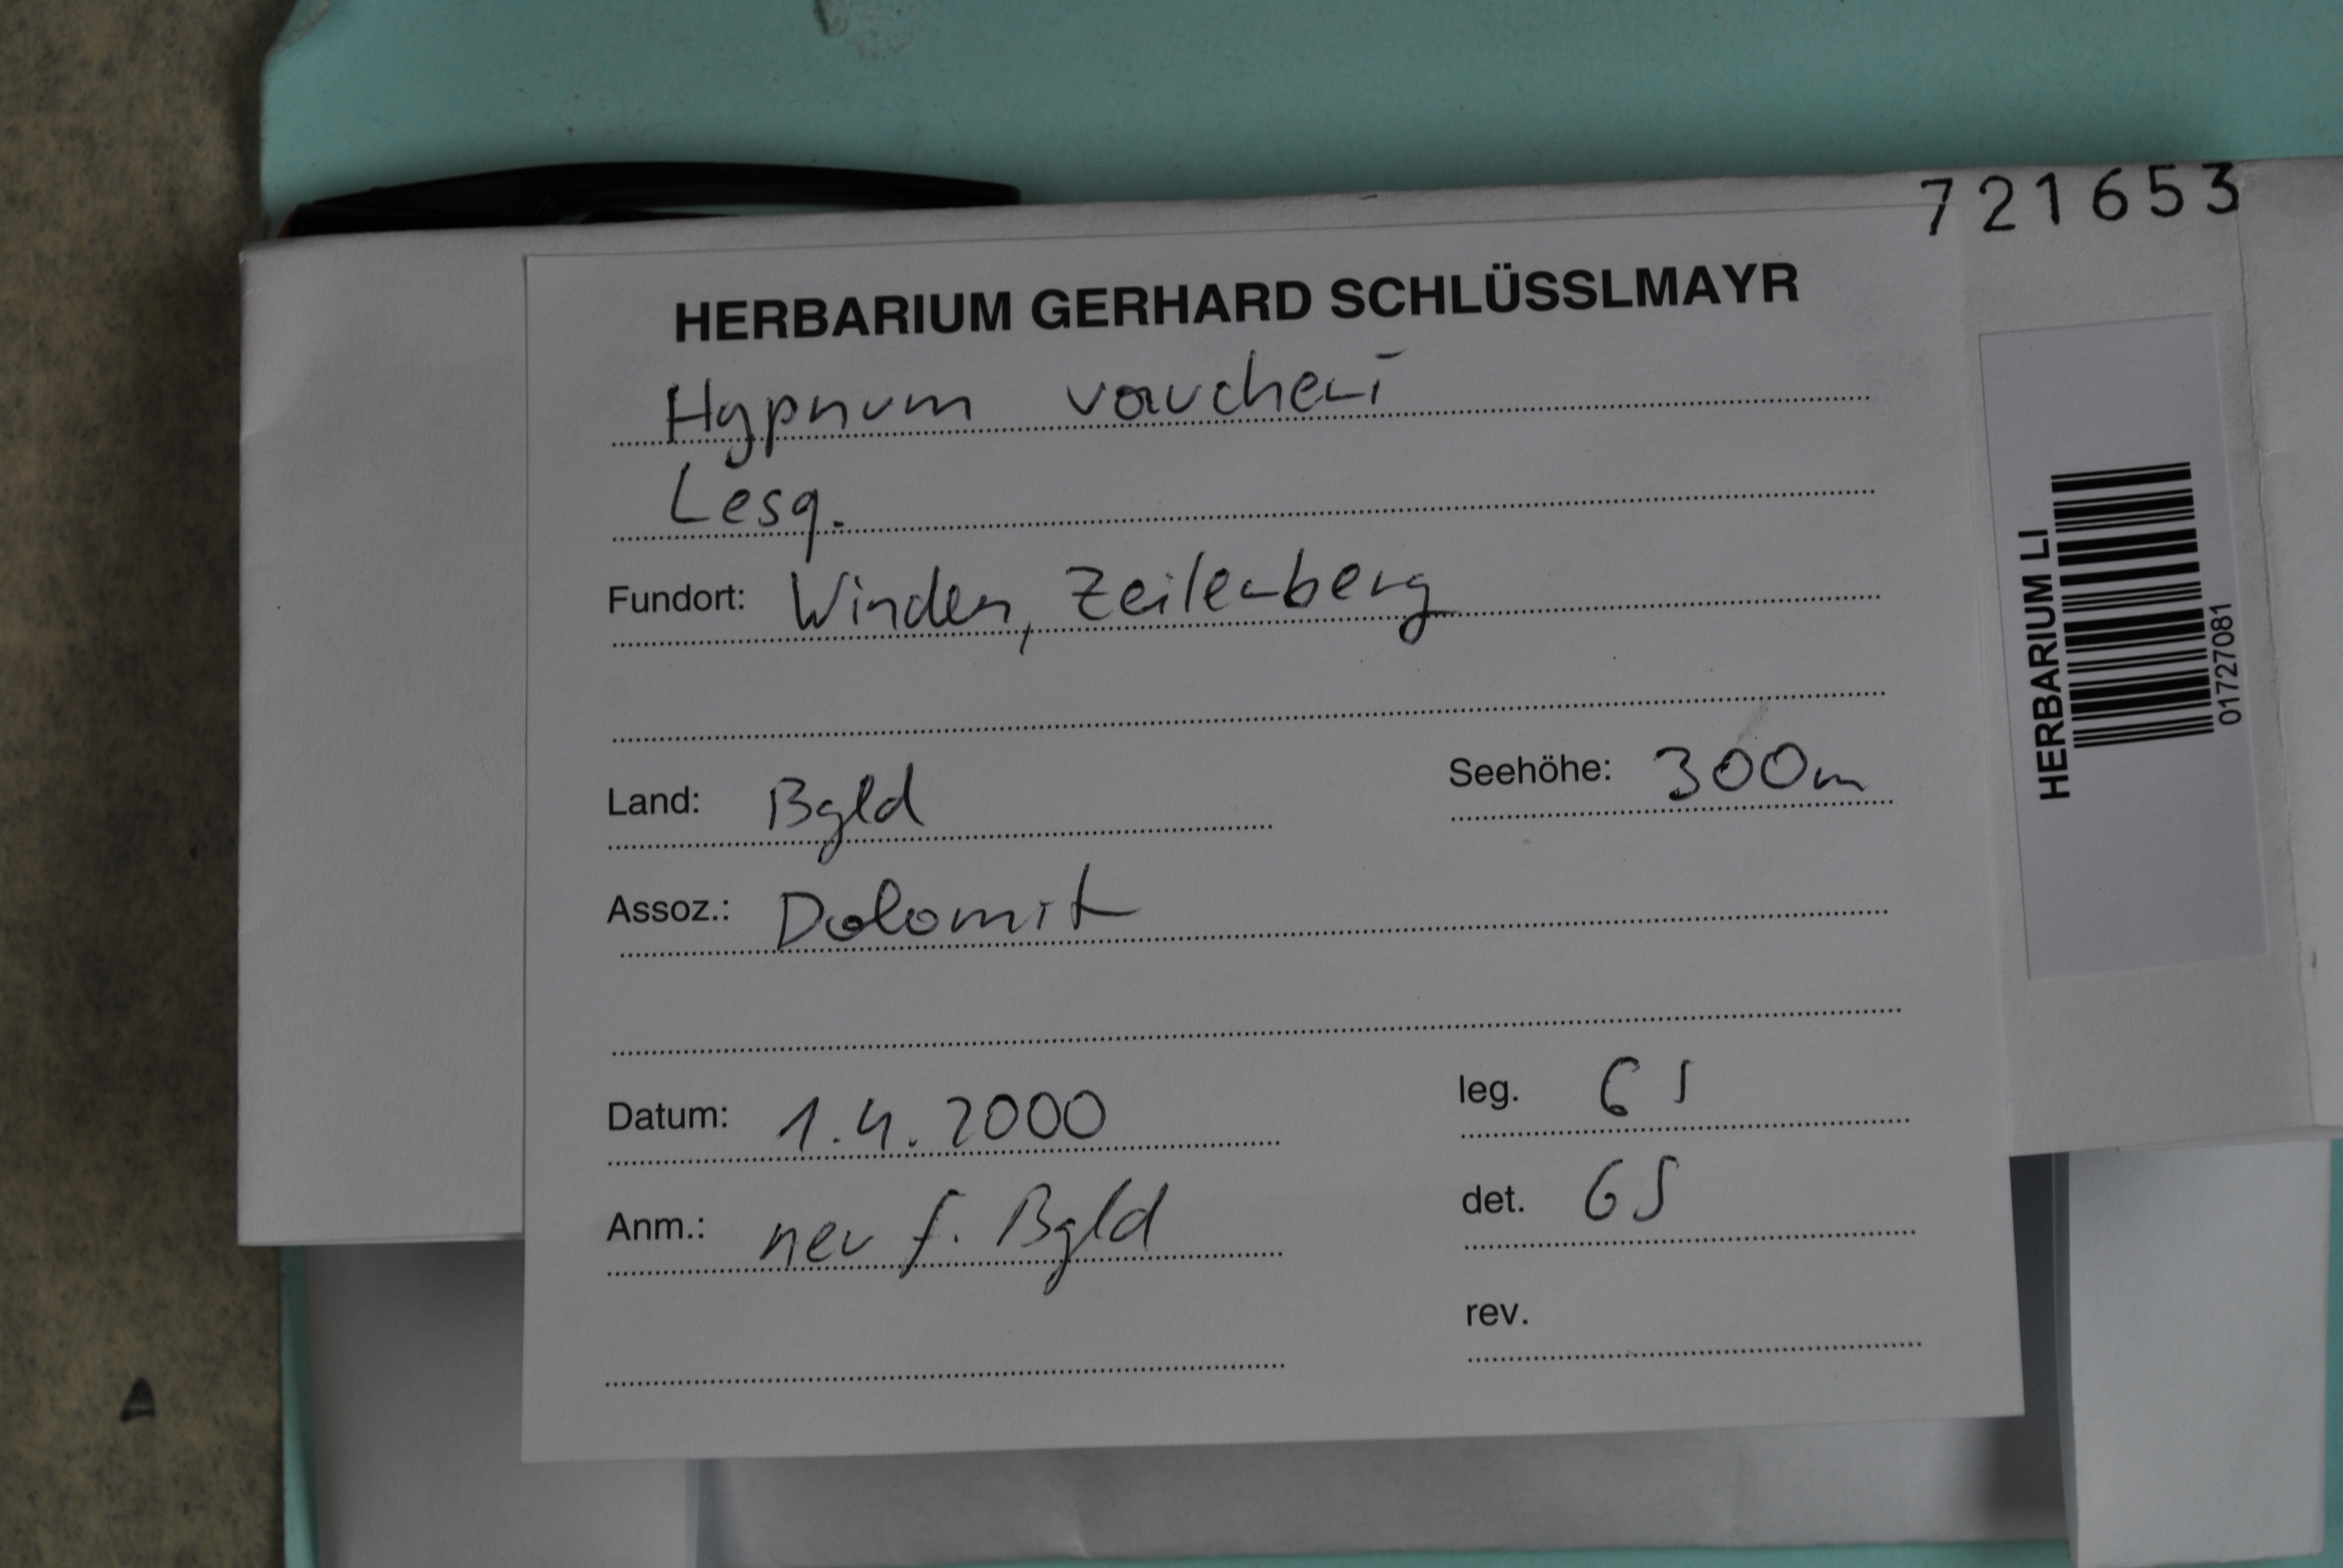 721653
HERBARIUM GERHARD SCHLÜSSLMAYR
Hypnum vaucheri
Lesq.
Fundort: Winden, Zeilerberg
Land: Bgld
Seehöhe: 300m
Assoz.: Dolomit
Datum: 1.4.2000
leg. GS
Anm.: neu f. Bgld
det. GS
rev.
HERBARIUM LI
01727081